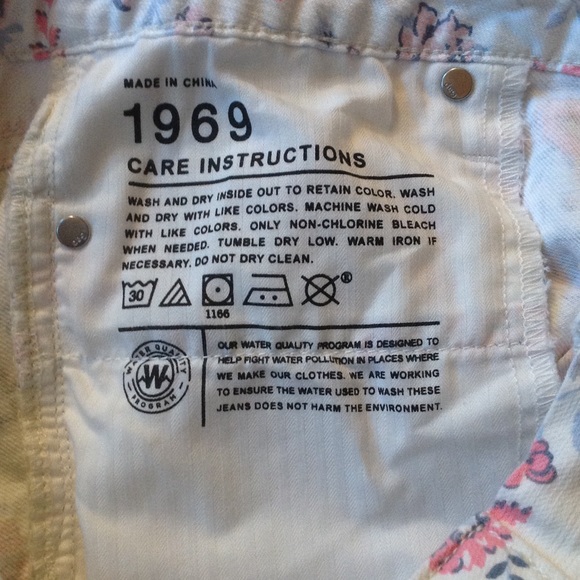 MADE IN CHINA
1969
CARE INSTRUCTIONS
WASH AND DRY INSIDE OUT TO RETAIN COLOR. WASH
AND DRY WITH LIKE COLORS. MACHINE WASH COLD
WITH LIKE COLORS. ONLY NON-CHLORINE BLEACH
WHEN NEEDED. TUMBLE DRY LOW. WARM IRON IF
NECESSARY. DO NOT DRY CLEAN.
30
®
1166
WATER QUALITY
W
PROGRAM
OUR WATER QUALITY PROGRAM IS DESIGNED TO
HELP FIGHT WATER POLLUTION IN PLACES WHERE
WE MAKE OUR CLOTHES. WE ARE WORKING
TO ENSURE THE WATER USED TO WASH THESE
JEANS DOES NOT HARM THE ENVIRONMENT.